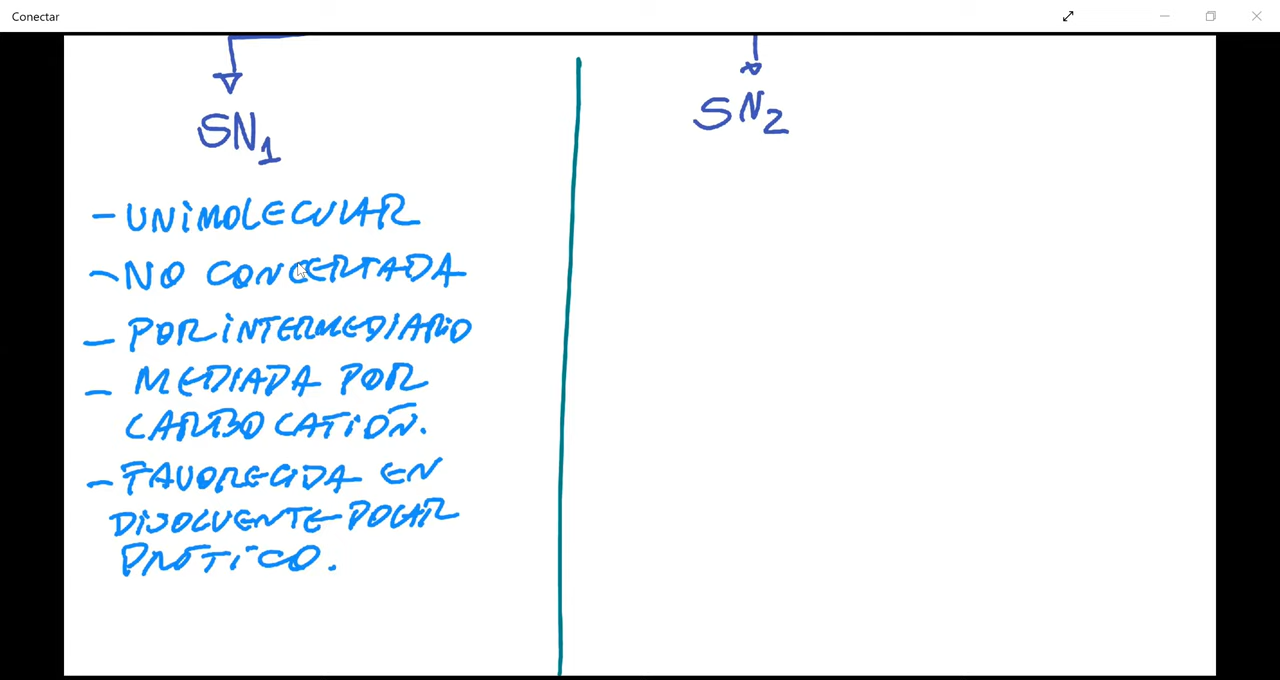 Conectar
SN1
SN2
- UNIMOLECULAR
- NO CONCERTADA
- POR INTERMEDIARIO
- MEDIADA POR
CARBOCATIÓN.
- FAVORECIDA EN
DISOLVENTE POLAR
PRÓTICO.